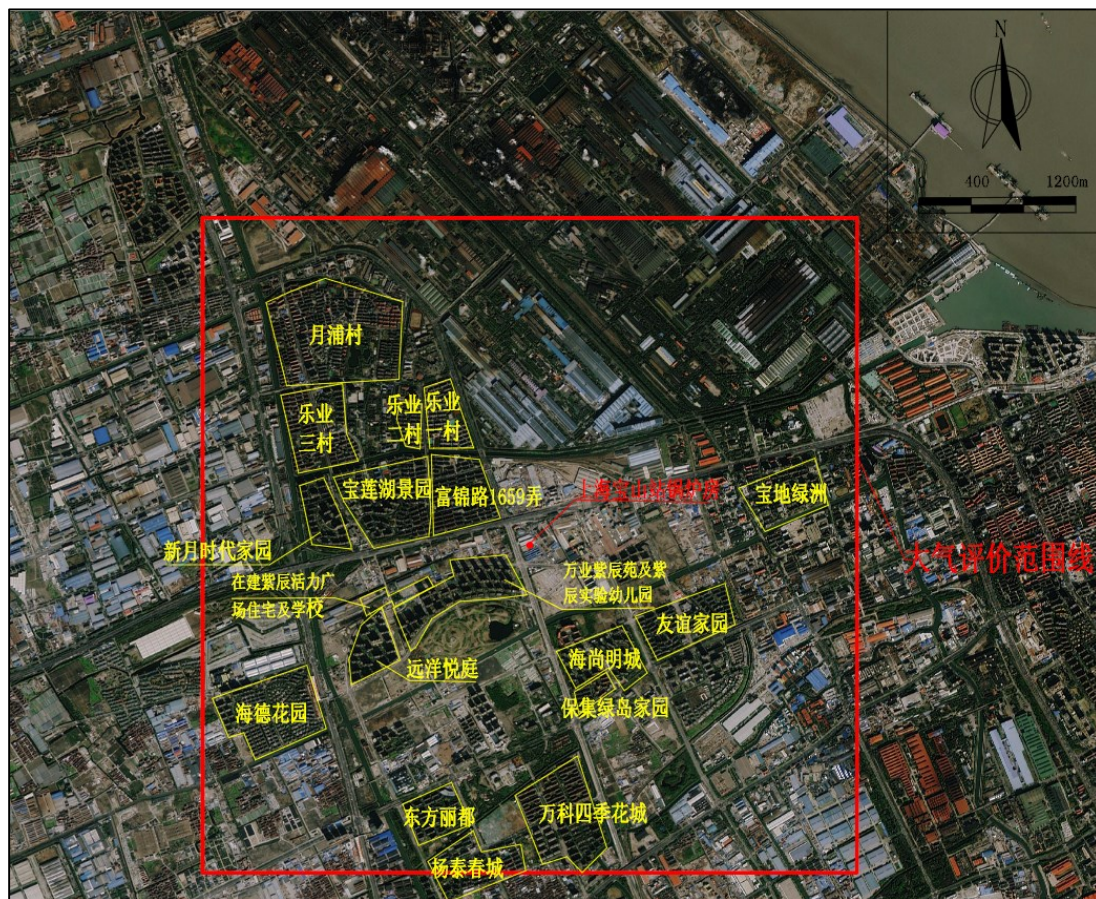 N
0 400 1200m
月浦村
乐业
三村
乐业
二村
乐业
一村
宝莲湖景园
富锦路1659弄
上海宝山站锅炉房
宝地绿洲
新月时代家园
大气评价范围线
在建紫辰活力广
场住宅及学校
万业紫辰苑及紫
辰实验幼儿园
友谊家园
海尚明城
远洋悦庭
保集绿岛家园
海德花园
东方丽都
万科四季花城
杨泰春城